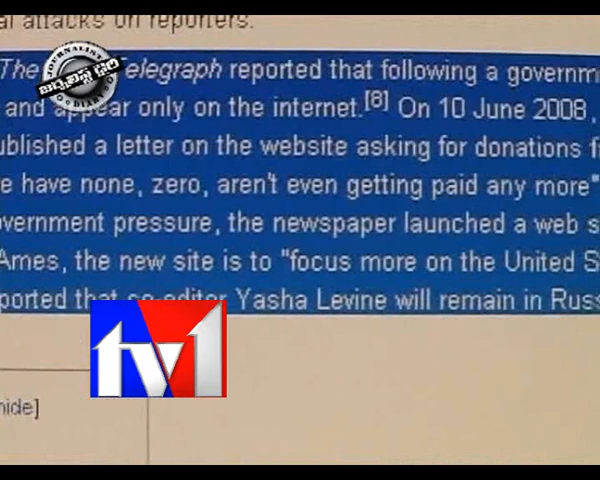 al attacks on reporters.
The Telegraph reported that following a governm
and appear only on the internet.[8] On 10 June 2008,
ublished a letter on the website asking for donations f
e have none, zero, aren't even getting paid any more"
overnment pressure, the newspaper launched a web s
Ames, the new site is to "focus more on the United S
ported that co-editor Yasha Levine will remain in Russ
hide]
JOURNALIST
DIARY
tv1